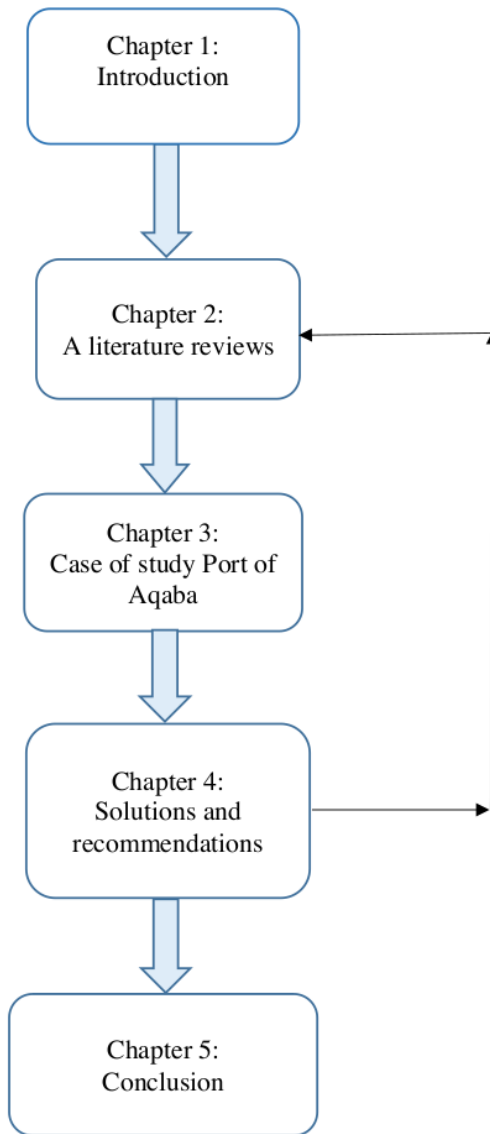 Chapter 1:
Introduction
Chapter 2:
A literature reviews
Chapter 3:
Case of study Port of
Aqaba
Chapter 4:
Solutions and
recommendations
Chapter 5:
Conclusion